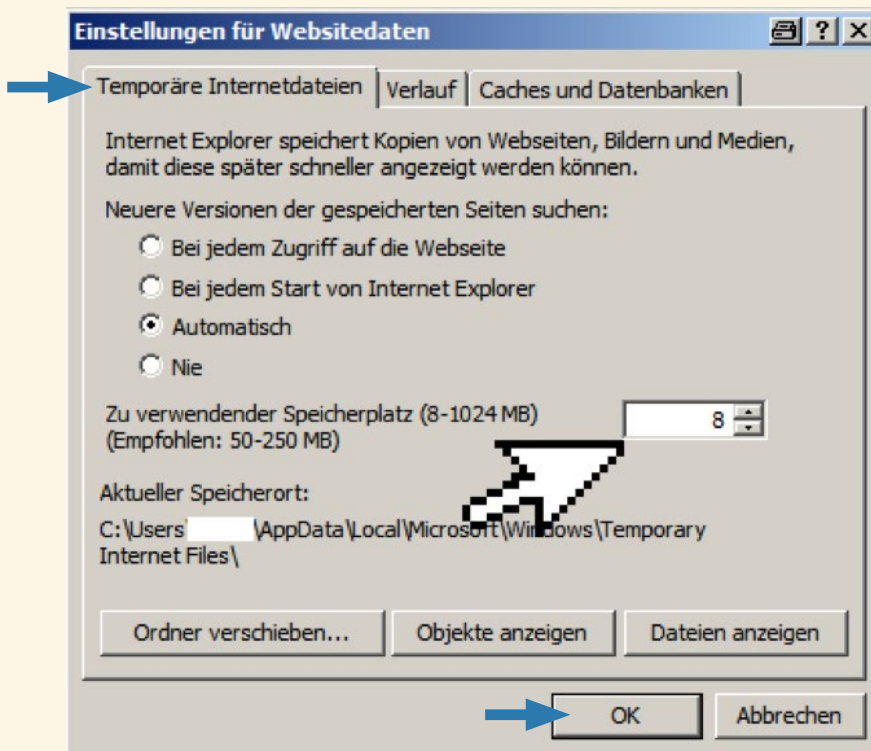 Einstellungen für Websitedaten
Temporäre Internetdateien Verlauf Caches und Datenbanken
Internet Explorer speichert Kopien von Webseiten, Bildern und Medien,
damit diese später schneller angezeigt werden können.
Neuere Versionen der gespeicherten Seiten suchen:
Bei jedem Zugriff auf die Webseite
Bei jedem Start von Internet Explorer
Automatisch
Nie
Zu verwendender Speicherplatz (8-1024 MB) 8
(Empfohlen: 50-250 MB)
Aktueller Speicherort:
C:\Users\ \AppData\Local\Microsoft\Windows\Temporary
Internet Files\
Ordner verschieben... Objekte anzeigen Dateien anzeigen
OK Abbrechen